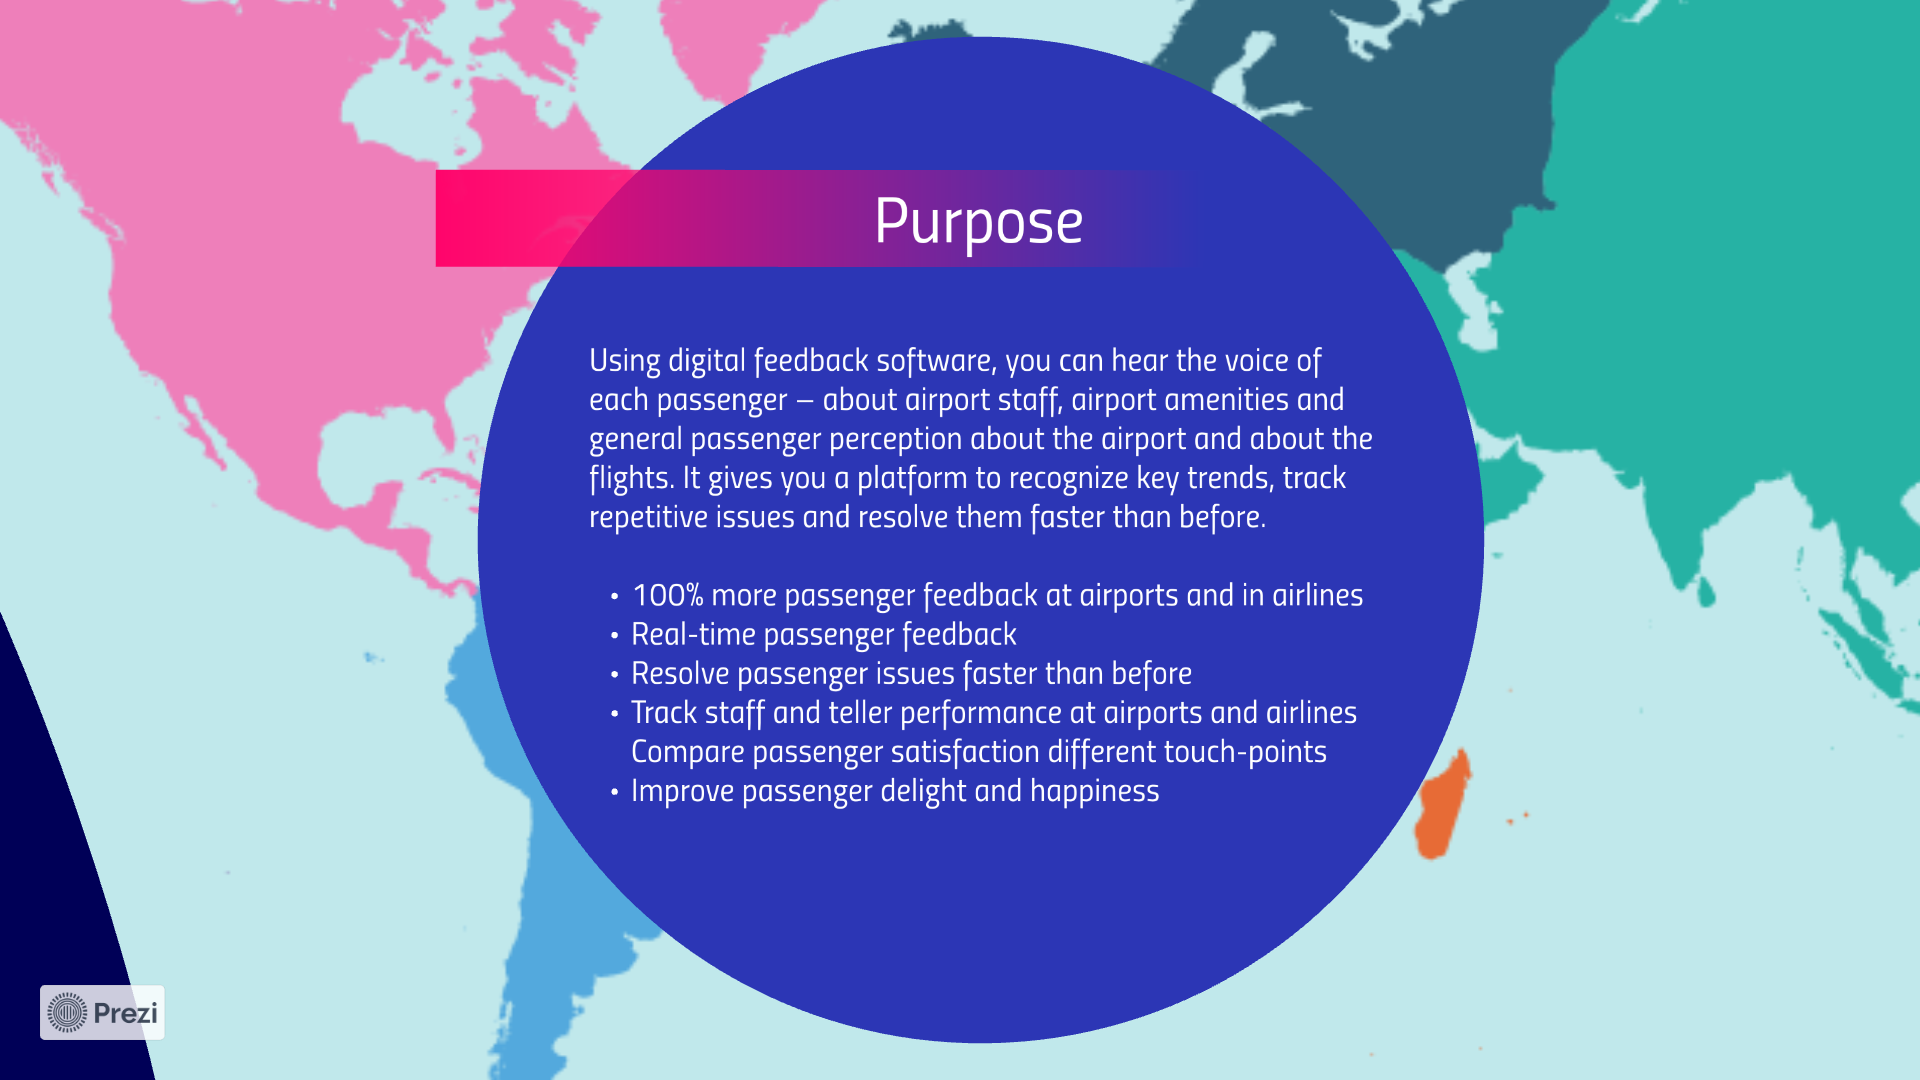 Purpose
Using digital feedback software, you can hear the voice of
each passenger – about airport staff, airport amenities and
general passenger perception about the airport and about the
flights. It gives you a platform to recognize key trends, track
repetitive issues and resolve them faster than before.
• 100% more passenger feedback at airports and in airlines
• Real-time passenger feedback
• Resolve passenger issues faster than before
• Track staff and teller performance at airports and airlines
Compare passenger satisfaction different touch-points
• Improve passenger delight and happiness
Prezi